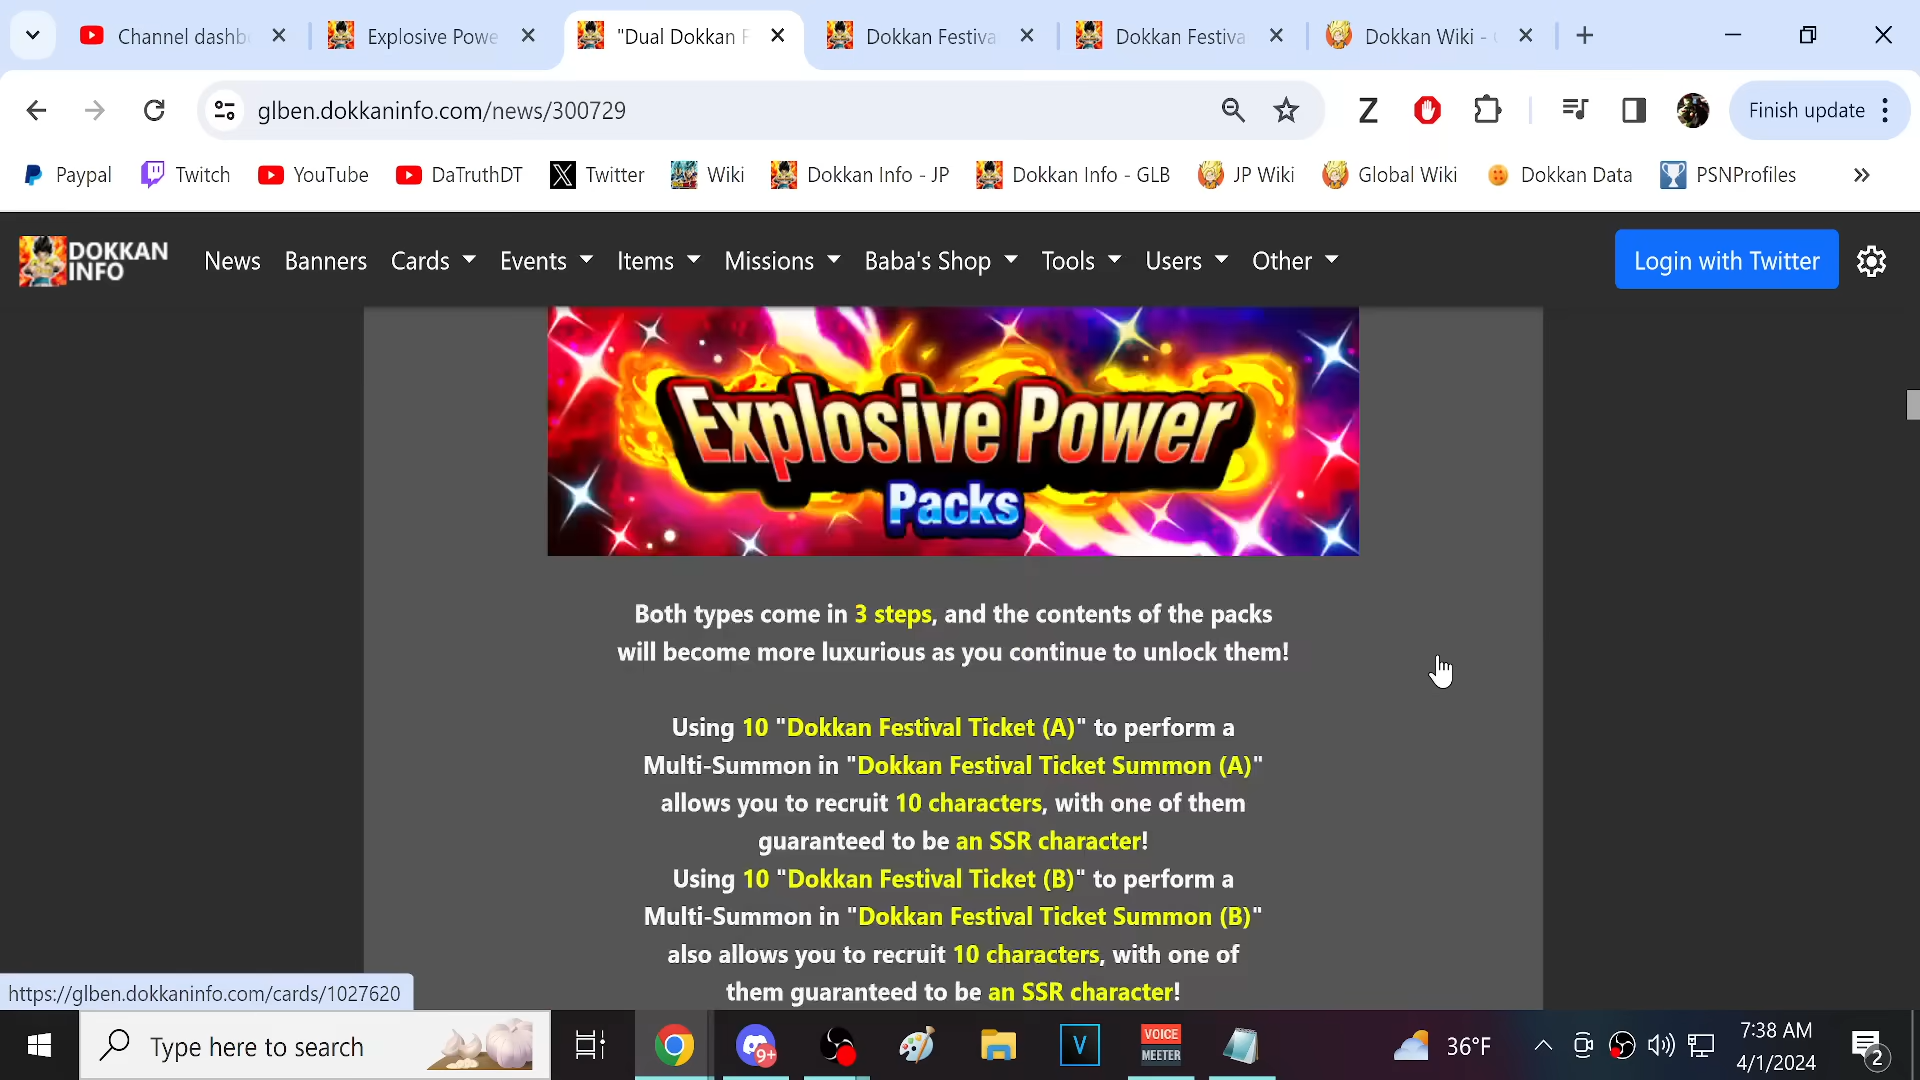 Channel dashb
Explosive Powe
"Dual Dokkan F
Dokkan Festiva
Dokkan Festiva
Dokkan Wiki -
glben.dokkaninfo.com/news/300729
Finish update
Paypal
Twitch
YouTube
DaTruthDT
Twitter
Wiki
Dokkan Info - JP
Dokkan Info - GLB
JP Wiki
Global Wiki
Dokkan Data
PSNProfiles
DOKKAN
INFO
News
Banners
Cards
Events
Items
Missions
Baba's Shop
Tools
Users
Other
Login with Twitter
Explosive Power
Packs
Both types come in 3 steps, and the contents of the packs
will become more luxurious as you continue to unlock them!
Using 10 "Dokkan Festival Ticket (A)" to perform a
Multi-Summon in "Dokkan Festival Ticket Summon (A)"
allows you to recruit 10 characters, with one of them
guaranteed to be an SSR character!
Using 10 "Dokkan Festival Ticket (B)" to perform a
Multi-Summon in "Dokkan Festival Ticket Summon (B)"
also allows you to recruit 10 characters, with one of
them guaranteed to be an SSR character!
https://glben.dokkaninfo.com/cards/1027620
Type here to search
9+
V
VOICE
MEETER
36°F
7:38 AM
4/1/2024
2